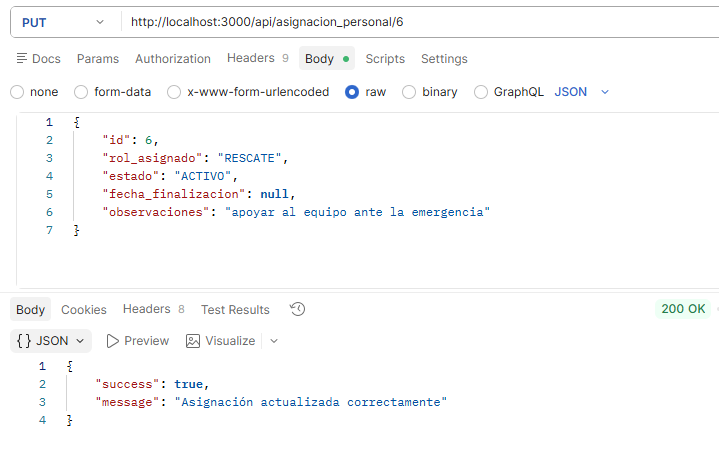 PUT http://localhost:3000/api/asignacion_personal/6
Docs Params Authorization Headers 9 Body Scripts Settings
none form-data x-www-form-urlencoded raw binary GraphQL JSON
1 {
2 "id": 6,
3 "rol_asignado": "RESCATE",
4 "estado": "ACTIVO",
5 "fecha_finalizacion": null,
6 "observaciones": "apoyar al equipo ante la emergencia"
7 }
Body Cookies Headers 8 Test Results 200 OK
{} JSON Preview Visualize
1 {
2 "success": true,
3 "message": "Asignación actualizada correctamente"
4 }